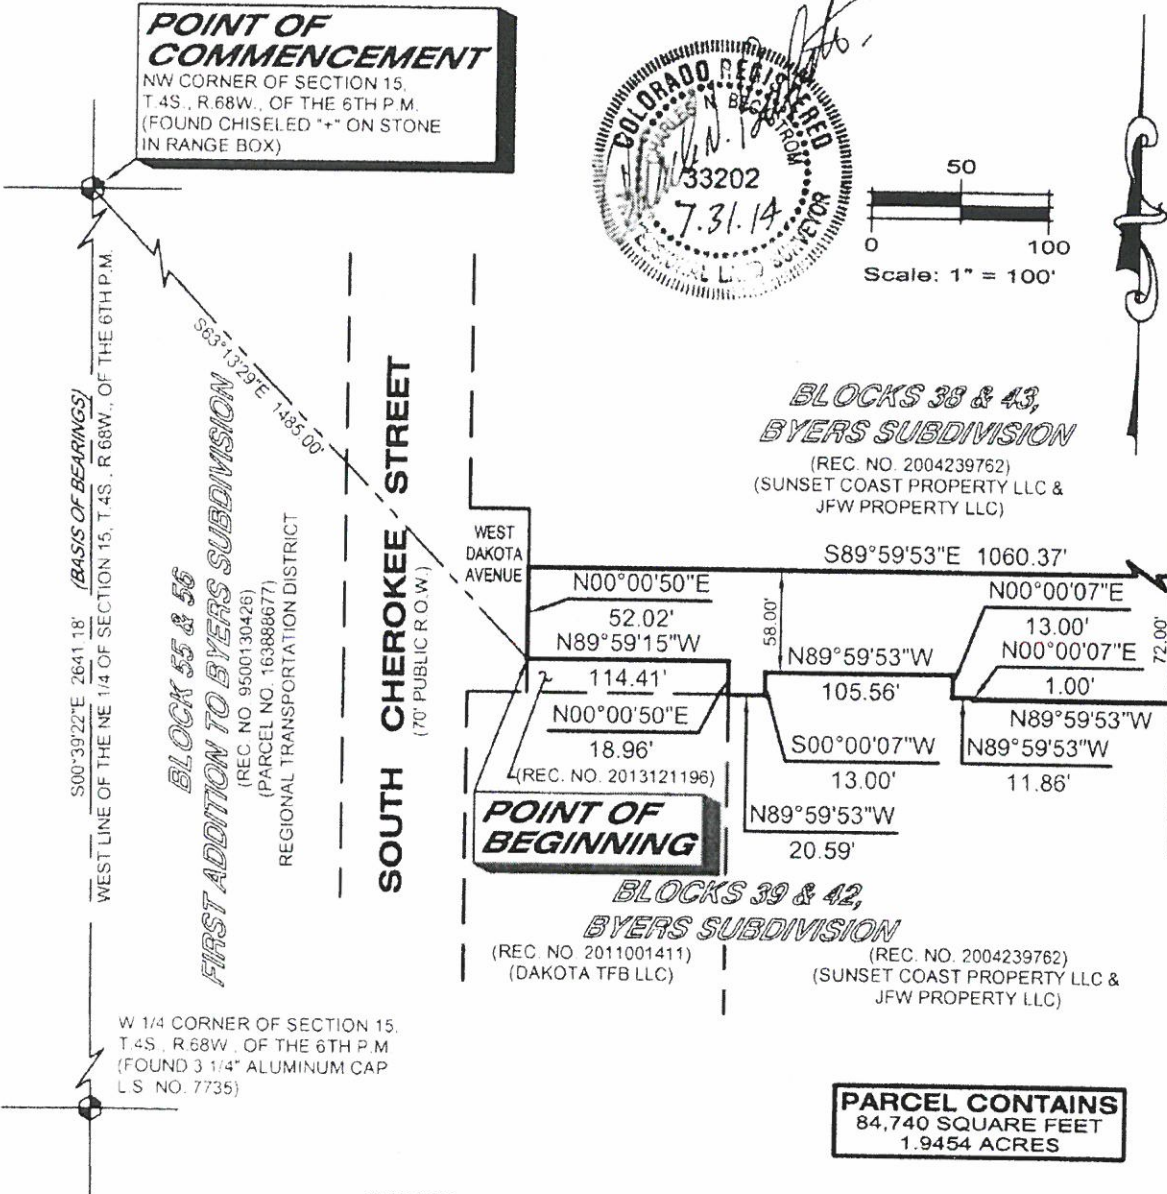 POINT OF
COMMENCEMENT
NW CORNER OF SECTION 15,
T.4S., R.68W., OF THE 6TH P.M.
(FOUND CHISELED "+" ON STONE
IN RANGE BOX)
COLORADO REGISTERED
CHARLES N. BECKSTROM
33202
7.31.14
PROFESSIONAL LAND SURVEYOR
50
0 100
Scale: 1" = 100'
S00°39'22"E 2641.18' (BASIS OF BEARINGS)
WEST LINE OF THE NE 1/4 OF SECTION 15, T.4S., R.68W., OF THE 6TH P.M.
S63°13'29"E 1485.00'
BLOCK 55 & 56
FIRST ADDITION TO BYERS SUBDIVISION
(REC. NO. 9500130426)
(PARCEL NO. 163888677)
REGIONAL TRANSPORTATION DISTRICT
SOUTH CHEROKEE STREET
(70' PUBLIC R.O.W.)
BLOCKS 38 & 43,
BYERS SUBDIVISION
(REC. NO. 2004239762)
(SUNSET COAST PROPERTY LLC &
JFW PROPERTY LLC)
WEST
DAKOTA
AVENUE
S89°59'53"E 1060.37'
N00°00'50"E
52.02'
N89°59'15"W
114.41'
N00°00'50"E
18.96'
(REC. NO. 2013121196)
58.00'
N89°59'53"W
105.56'
S00°00'07"W
13.00'
N89°59'53"W
20.59'
N00°00'07"E
13.00'
N00°00'07"E
1.00'
72.00'
N89°59'53"W
N89°59'53"W
11.86'
POINT OF
BEGINNING
BLOCKS 39 & 42,
BYERS SUBDIVISION
(REC. NO. 2011001411)
(DAKOTA TFB LLC)
(REC. NO. 2004239762)
(SUNSET COAST PROPERTY LLC &
JFW PROPERTY LLC)
W 1/4 CORNER OF SECTION 15,
T.4S., R.68W., OF THE 6TH P.M
(FOUND 3 1/4" ALUMINUM CAP
L.S. NO. 7735)
PARCEL CONTAINS
84,740 SQUARE FEET
1.9454 ACRES